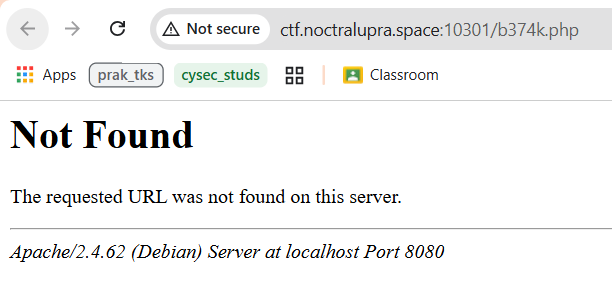 Not secure ctf.noctralupra.space:10301/b374k.php
Apps prak_tks cysec_studs Classroom
Not Found
The requested URL was not found on this server.
Apache/2.4.62 (Debian) Server at localhost Port 8080